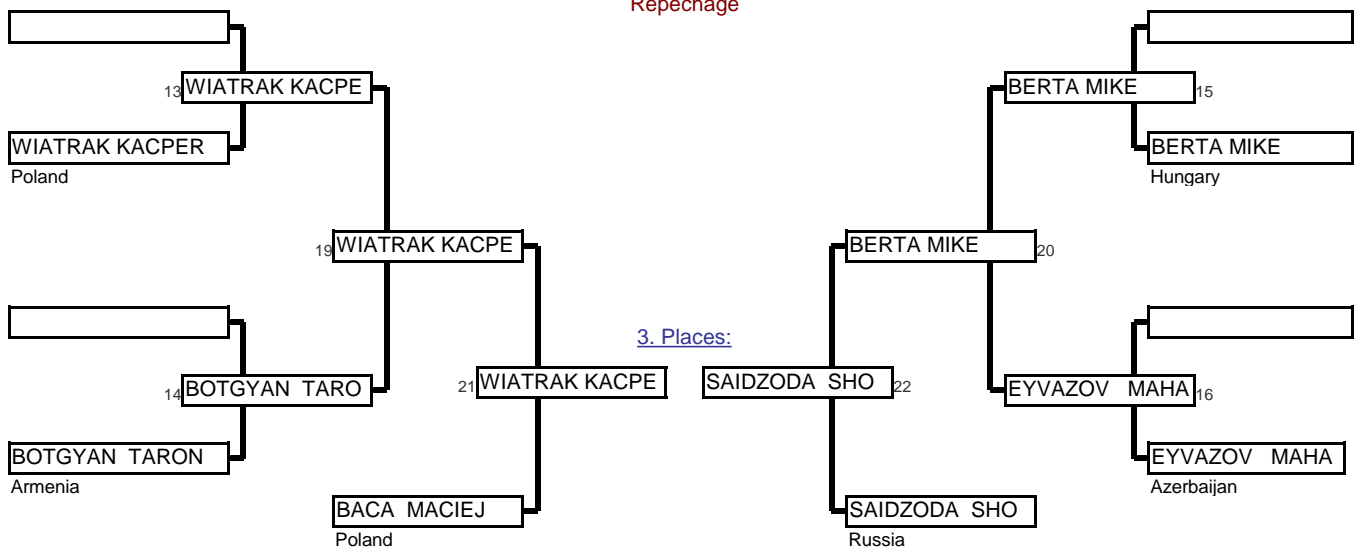 Repechage
13 WIATRAK KACPE
BERTA MIKE 15
WIATRAK KACPER
BERTA MIKE
Poland
Hungary
19 WIATRAK KACPE
BERTA MIKE 20
3. Places:
14 BOTGYAN TARO
21 WIATRAK KACPE
SAIDZODA SHO 22
EYVAZOV MAHA 16
BOTGYAN TARON
EYVAZOV MAHA
Armenia
Azerbaijan
BACA MACIEJ
SAIDZODA SHO
Poland
Russia